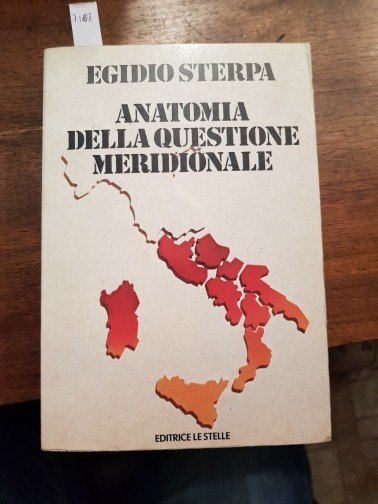 EGIDIO STERPA
ANATOMIA
DELLA QUESTIONE
MERIDIONALE
EDITRICE LE STELLE